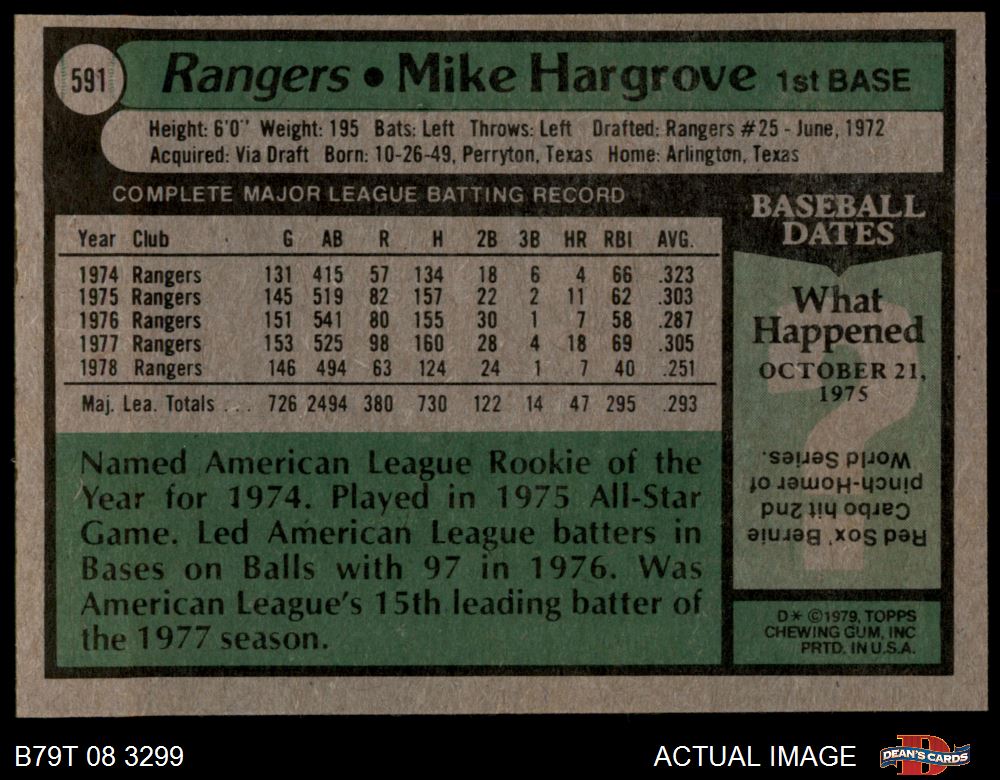 591
Rangers • Mike Hargrove 1st BASE
Height: 6'0" Weight: 195 Bats: Left Throws: Left Drafted: Rangers #25 - June, 1972
Acquired: Via Draft Born: 10-26-49, Perryton, Texas Home: Arlington, Texas
COMPLETE MAJOR LEAGUE BATTING RECORD
Year Club G AB R H 2B 3B HR RBI AVG.
1974 Rangers 131 415 57 134 18 6 4 66 .323
1975 Rangers 145 519 82 157 22 2 11 62 .303
1976 Rangers 151 541 80 155 30 1 7 58 .287
1977 Rangers 153 525 98 160 28 4 18 69 .305
1978 Rangers 146 494 63 124 24 1 7 40 .251
Maj. Lea. Totals ... 726 2494 380 730 122 14 47 295 .293
Named American League Rookie of the
Year for 1974. Played in 1975 All-Star
Game. Led American League batters in
Bases on Balls with 97 in 1976. Was
American League's 15th leading batter of
the 1977 season.
BASEBALL
DATES
What
Happened
OCTOBER 21,
1975
Red Sox' Bernie
Carbo hit 2nd
pinch-Homer of
World Series.
D* ©1979, TOPPS
CHEWING GUM, INC
PRTD. IN U.S.A.
B79T 08 3299
ACTUAL IMAGE
DEAN'S CARDS